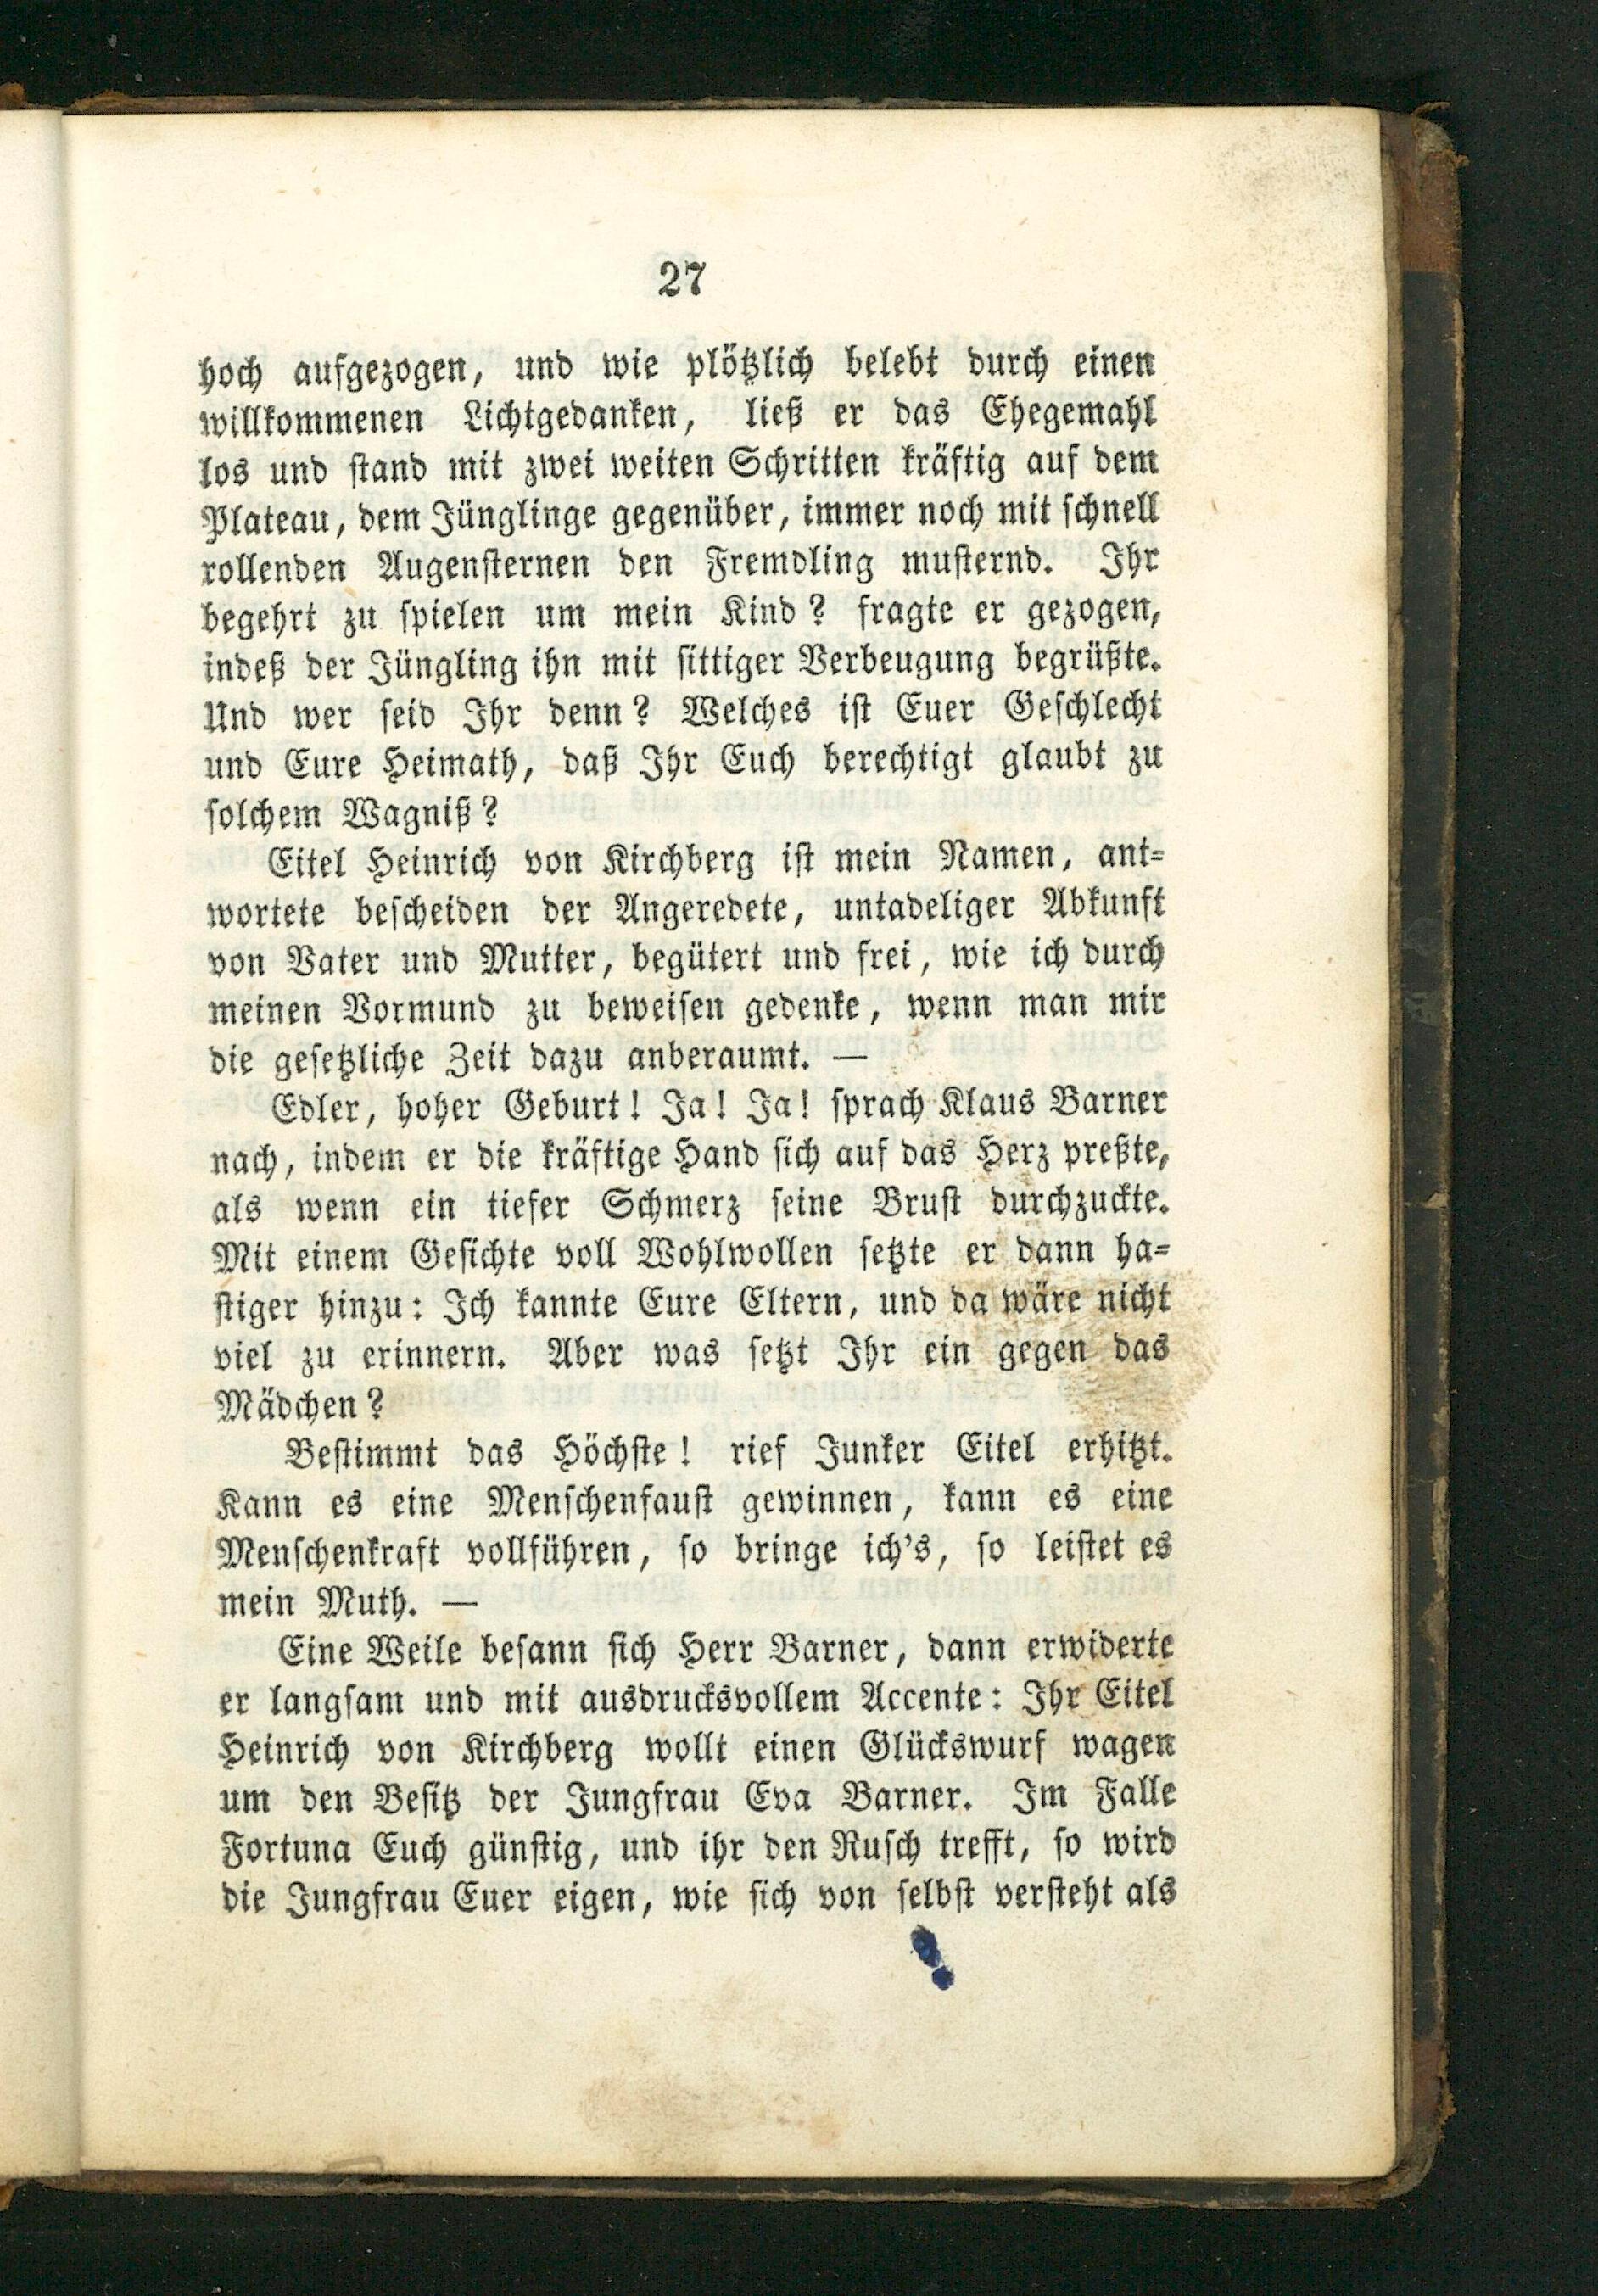 27
hoch aufgezogen, und wie plötzlich belebt durch einen
willkommenen Lichtgedanken, ließ er das Ehegemahl
los und stand mit zwei weiten Schritten kräftig auf dem
Plateau, dem Jünglinge gegenüber, immer noch mit schnell
rollenden Augensternen den Fremdling musternd. Ihr
begehrt zu spielen um mein Kind? fragte er gezogen,
indeß der Jüngling ihn mit sittiger Verbeugung begrüßte.
Und wer seid Ihr denn? Welches ist Euer Geschlecht
und Eure Heimath, daß Ihr Euch berechtigt glaubt zu
solchem Wagniß?
Eitel Heinrich von Kirchberg ist mein Namen, ant-
wortete bescheiden der Angeredete, untadeliger Abkunft
von Vater und Mutter, begütert und frei, wie ich durch
meinen Vormund zu beweisen gedenke, wenn man mir
die gesetzliche Zeit dazu anberaumt. —
Edler, hoher Geburt! Ja! Ja! sprach Klaus Barner
nach, indem er die kräftige Hand sich auf das Herz preßte,
als wenn ein tiefer Schmerz seine Brust durchzuckte.
Mit einem Gesichte voll Wohlwollen setzte er dann ha-
stiger hinzu: Ich kannte Eure Eltern, und da wäre nicht
viel zu erinnern. Aber was setzt Ihr ein gegen das
Mädchen?
Bestimmt das Höchste! rief Junker Eitel erhitzt.
Kann es eine Menschenfaust gewinnen, kann es eine
Menschenkraft vollführen, so bringe ich's, so leistet es
mein Muth. —
Eine Weile besann sich Herr Barner, dann erwiderte
er langsam und mit ausdrucksvollem Accente: Ihr Eitel
Heinrich von Kirchberg wollt einen Glückswurf wagen
um den Besitz der Jungfrau Eva Barner. Im Falle
Fortuna Euch günstig, und ihr den Rusch trefft, so wird
die Jungfrau Euer eigen, wie sich von selbst versteht als